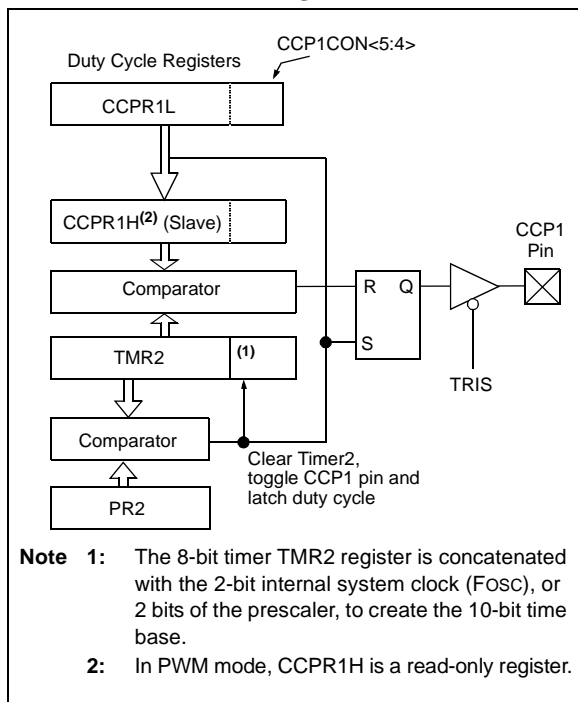 CCP1CON<5:4>
Duty Cycle Registers
CCPR1L
CCPR1H(2) (Slave)
CCP1
Pin
Comparator
R Q
TMR2
(1)
S
TRIS
Comparator
Clear Timer2,
toggle CCP1 pin and
latch duty cycle
PR2
Note 1: The 8-bit timer TMR2 register is concatenated
with the 2-bit internal system clock (FOSC), or
2 bits of the prescaler, to create the 10-bit time
base.
2: In PWM mode, CCPR1H is a read-only register.